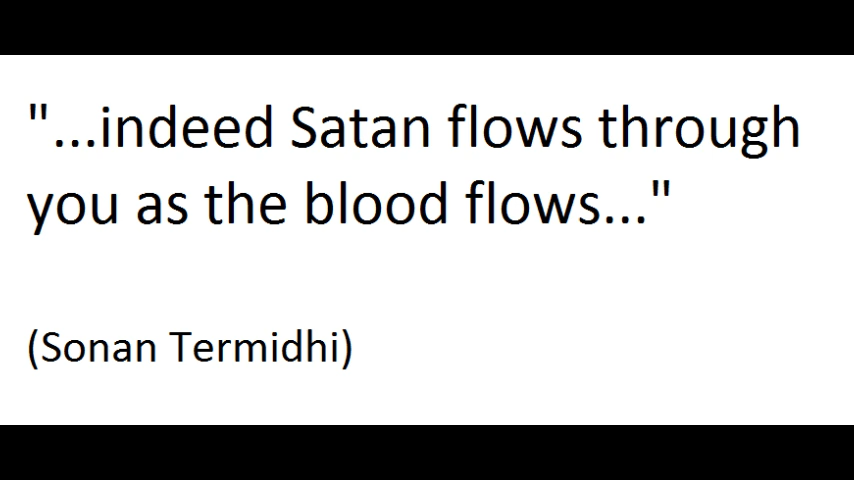 "...indeed Satan flows through
you as the blood flows..."
(Sonan Termidhi)